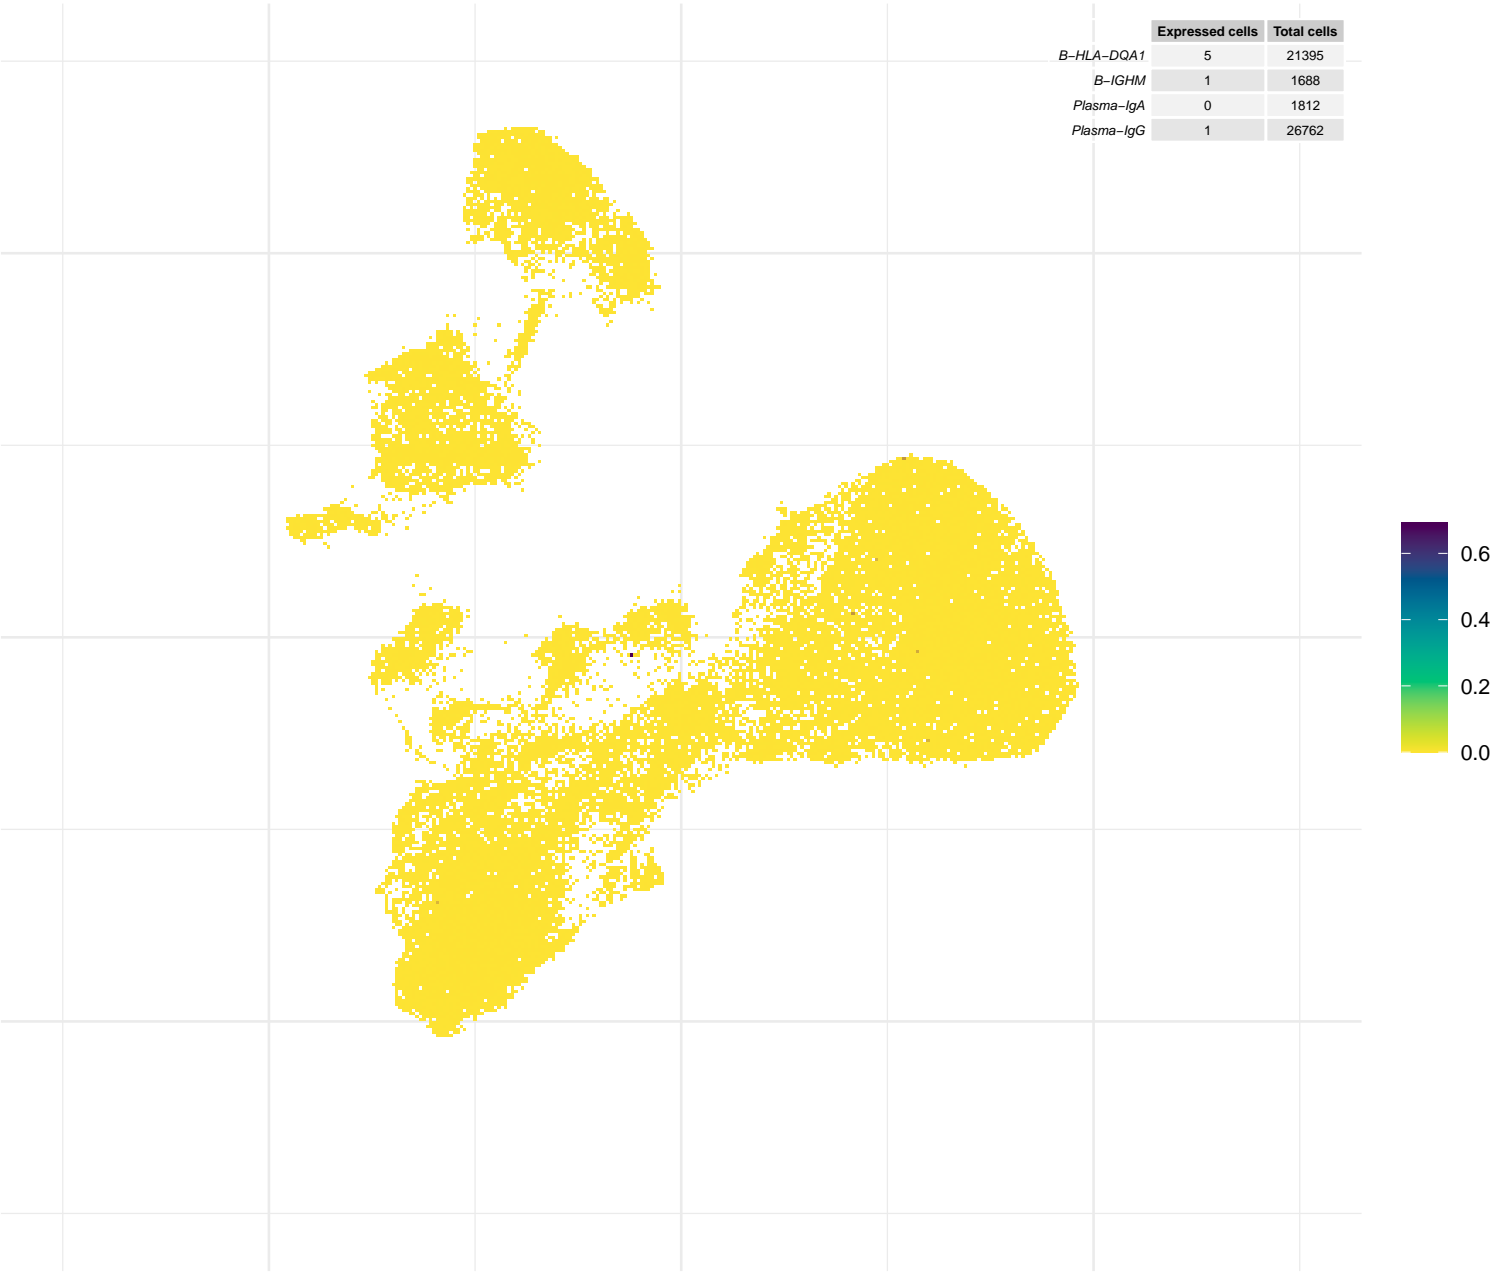 Expressed cells Total cells
B−HLA−DQA1 5 21395
B−IGHM 1 1688
Plasma−IgA 0 1812
Plasma−IgG 1 26762
0.6
0.4
0.2
0.0